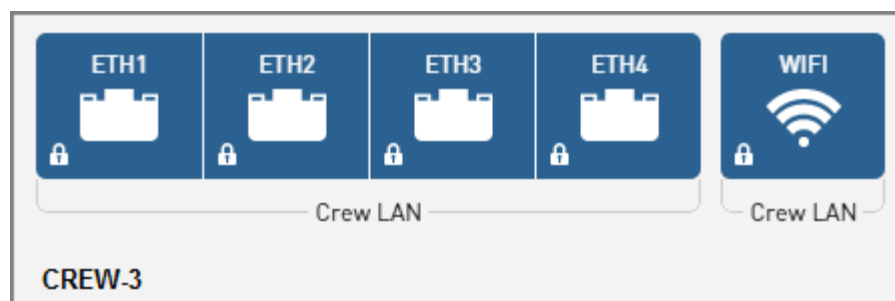 ETH1 ETH2 ETH3 ETH4 WIFI
Crew LAN Crew LAN
CREW-3